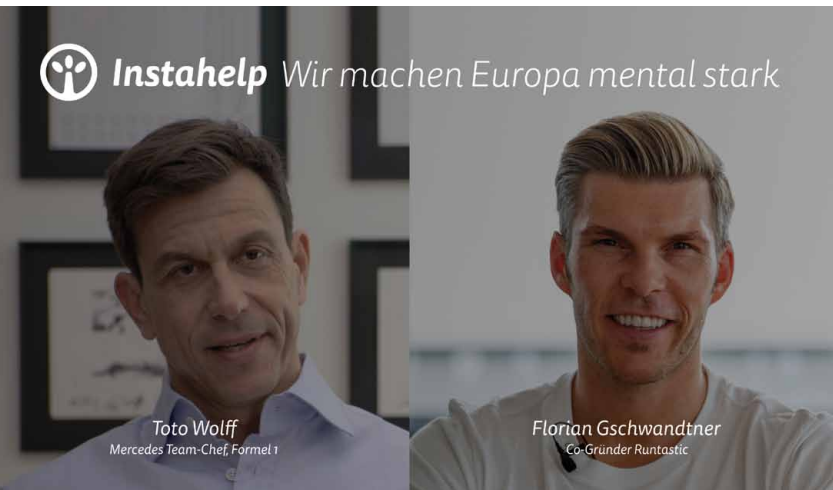 Instahelp Wir machen Europa mental stark
Toto Wolff
Mercedes Team-Chef, Formel 1
Florian Gschwandtner
Co-Gründer Runtastic